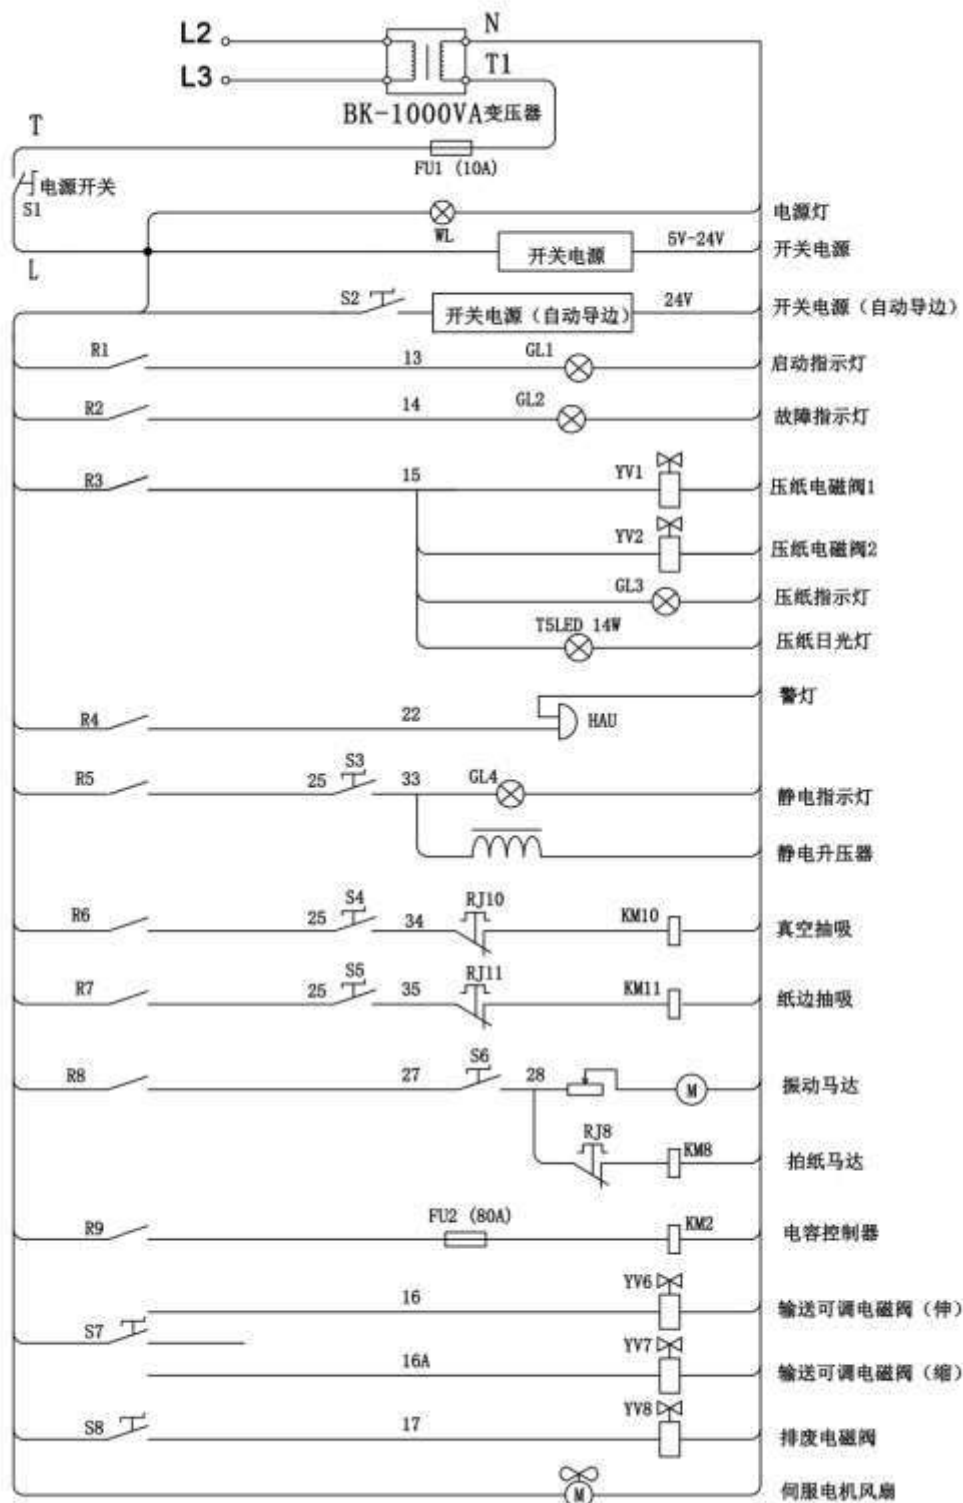 L2
N
L3
T1
BK-1000VA变压器
T
FU1 (10A)
电源开关
S1
WL
电源灯
L
开关电源
5V-24V
开关电源
S2
开关电源（自动导边）
24V
开关电源（自动导边）
R1
13
GL1
启动指示灯
R2
14
GL2
故障指示灯
R3
15
YV1
压纸电磁阀1
YV2
压纸电磁阀2
GL3
压纸指示灯
T5LED 14W
压纸日光灯
警灯
R4
22
HAU
R5
25
S3
33
GL4
静电指示灯
静电升压器
R6
25
S4
34
RJ10
KM10
真空抽吸
R7
25
S5
35
RJ11
KM11
纸边抽吸
R8
27
S6
28
M
振动马达
RJ8
KM8
拍纸马达
R9
FU2 (80A)
KM2
电容控制器
16
YV6
输送可调电磁阀（伸）
S7
16A
YV7
输送可调电磁阀（缩）
S8
17
YV8
排废电磁阀
M
伺服电机风扇